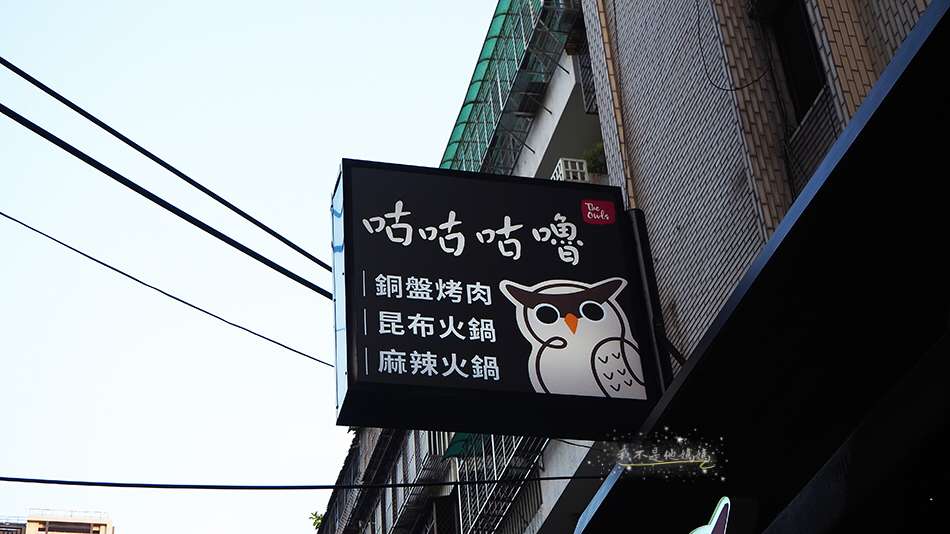 The
Owls
咕咕咕嚕
銅盤烤肉
昆布火鍋
麻辣火鍋
我不是他媽媽